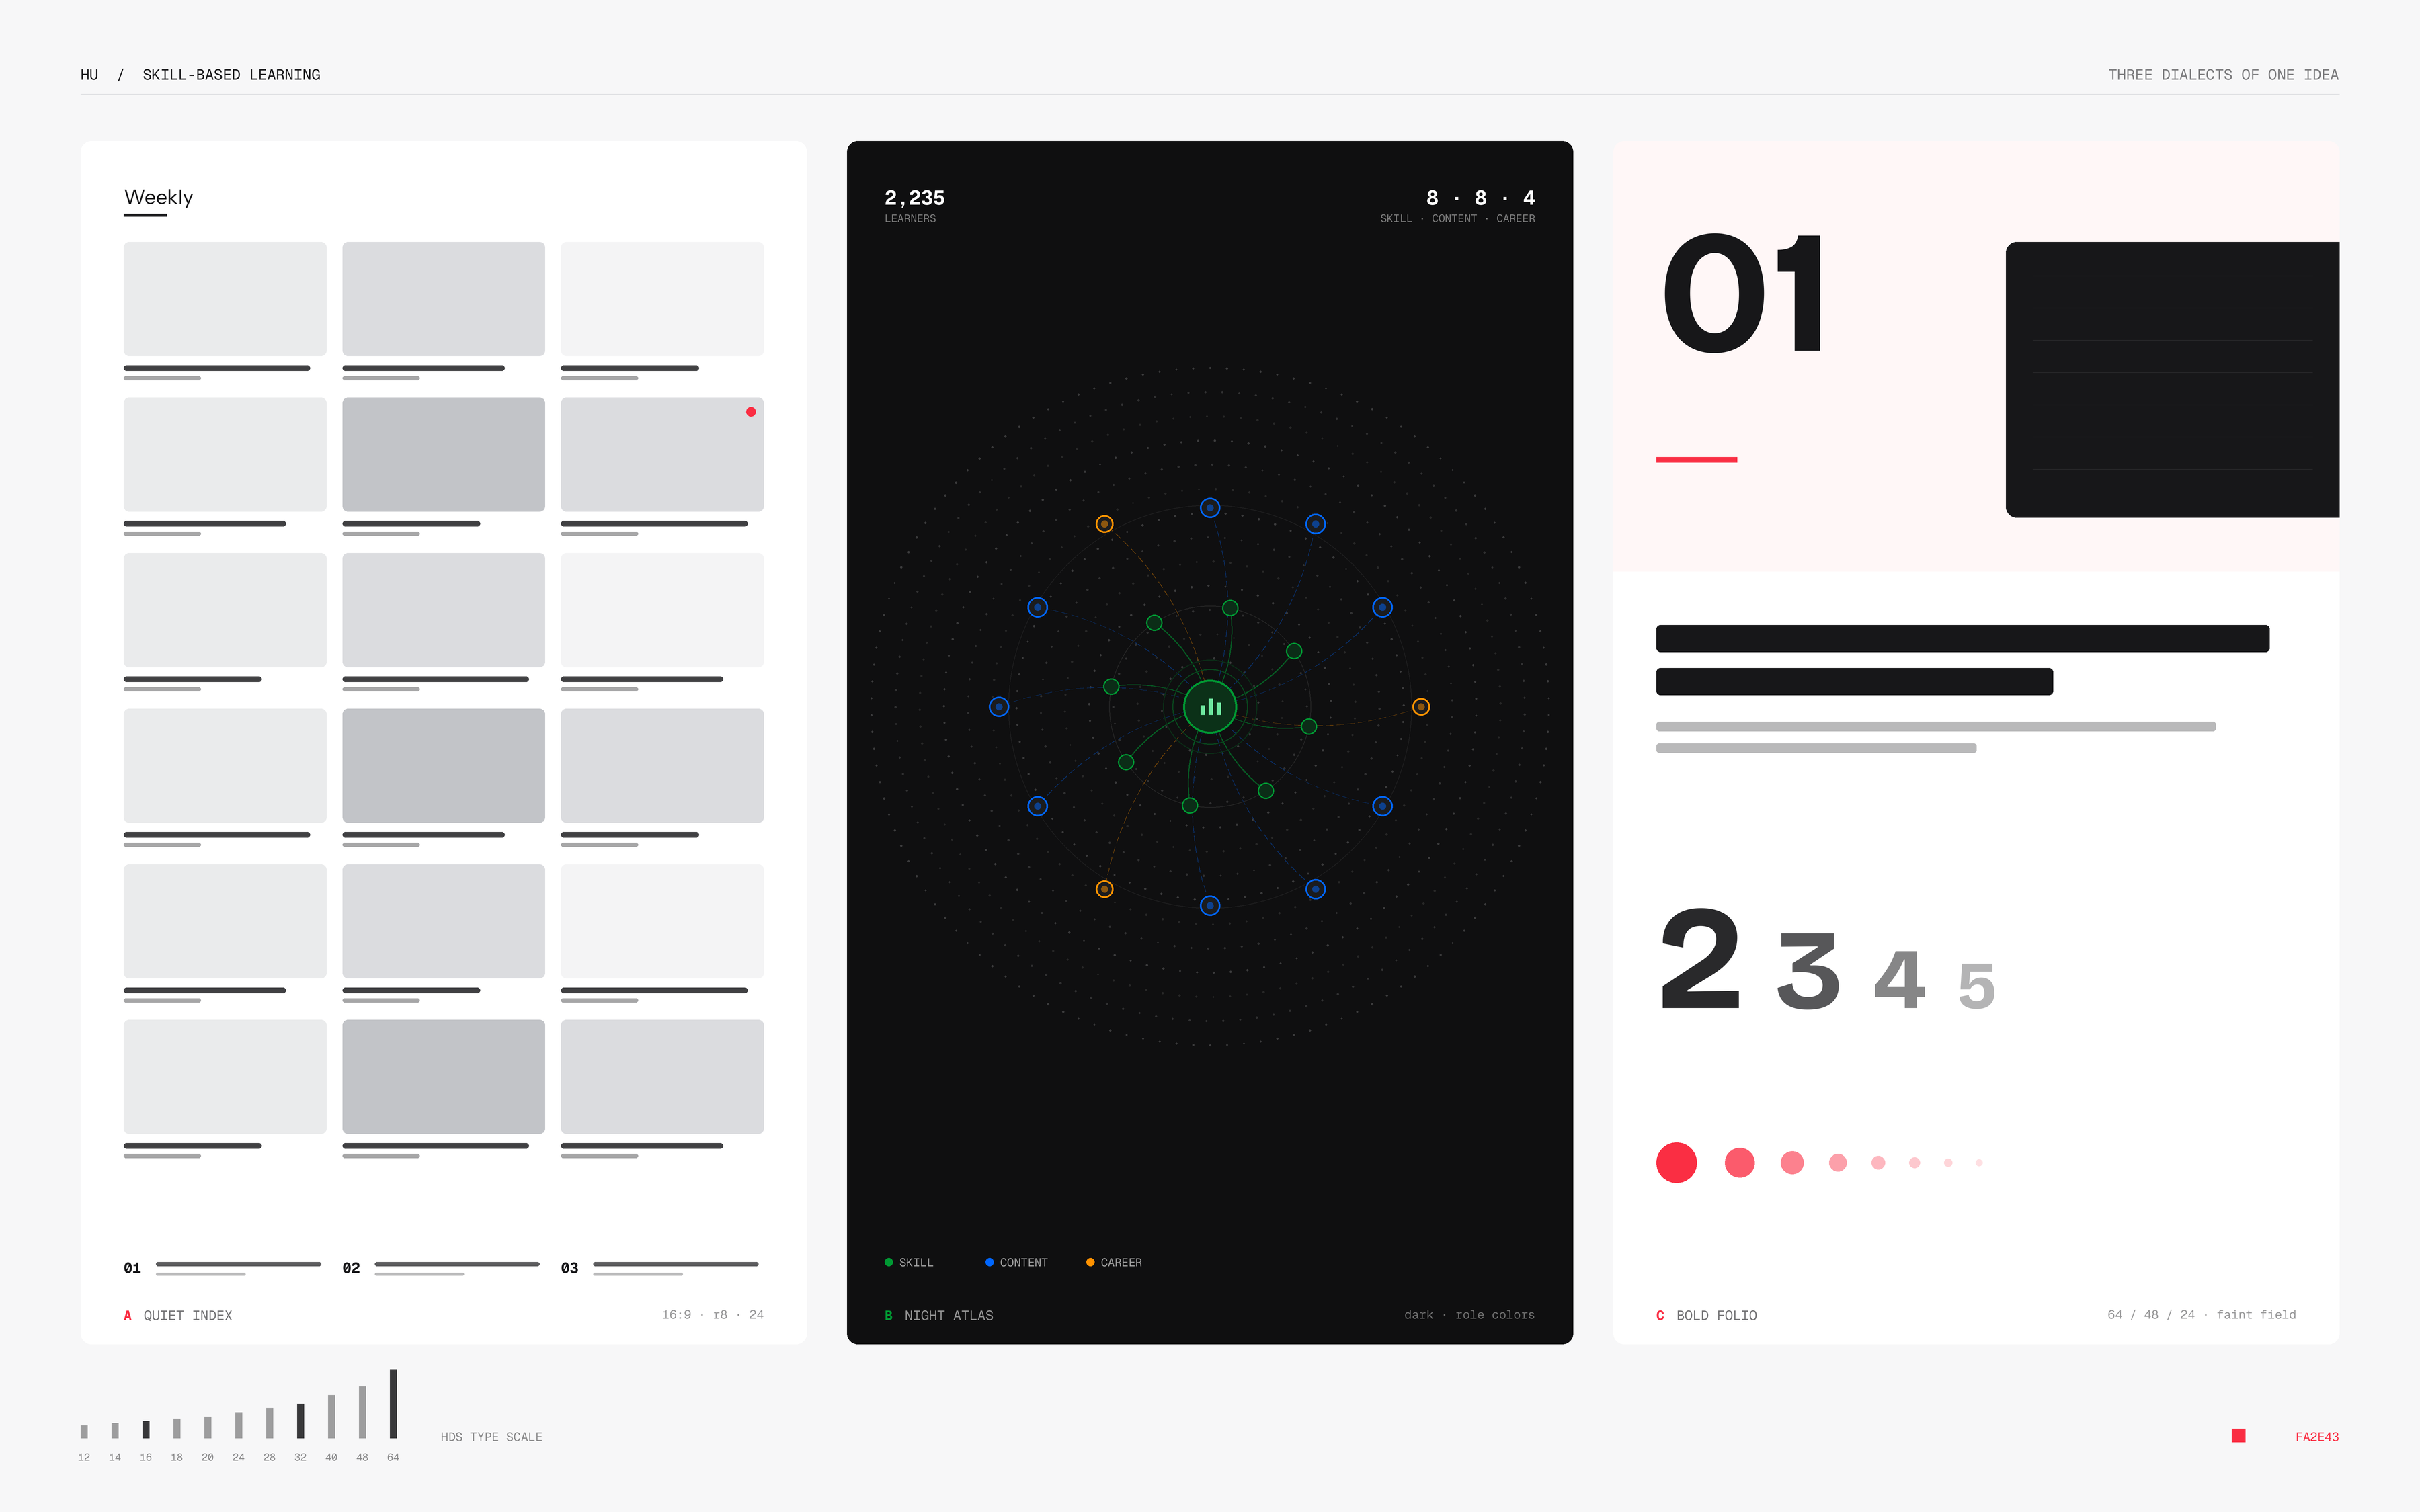 HU / SKILL-BASED LEARNING
THREE DIALECTS OF ONE IDEA
Weekly
01
02
03
A QUIET INDEX
16:9 · r8 · 24
2,235
LEARNERS
8 · 8 · 4
SKILL · CONTENT · CAREER
SKILL
CONTENT
CAREER
B NIGHT ATLAS
dark · role colors
01
2 3 4 5
C BOLD FOLIO
64 / 48 / 24 · faint field
12 14 16 18 20 24 28 32 40 48 64
HDS TYPE SCALE
FA2E43